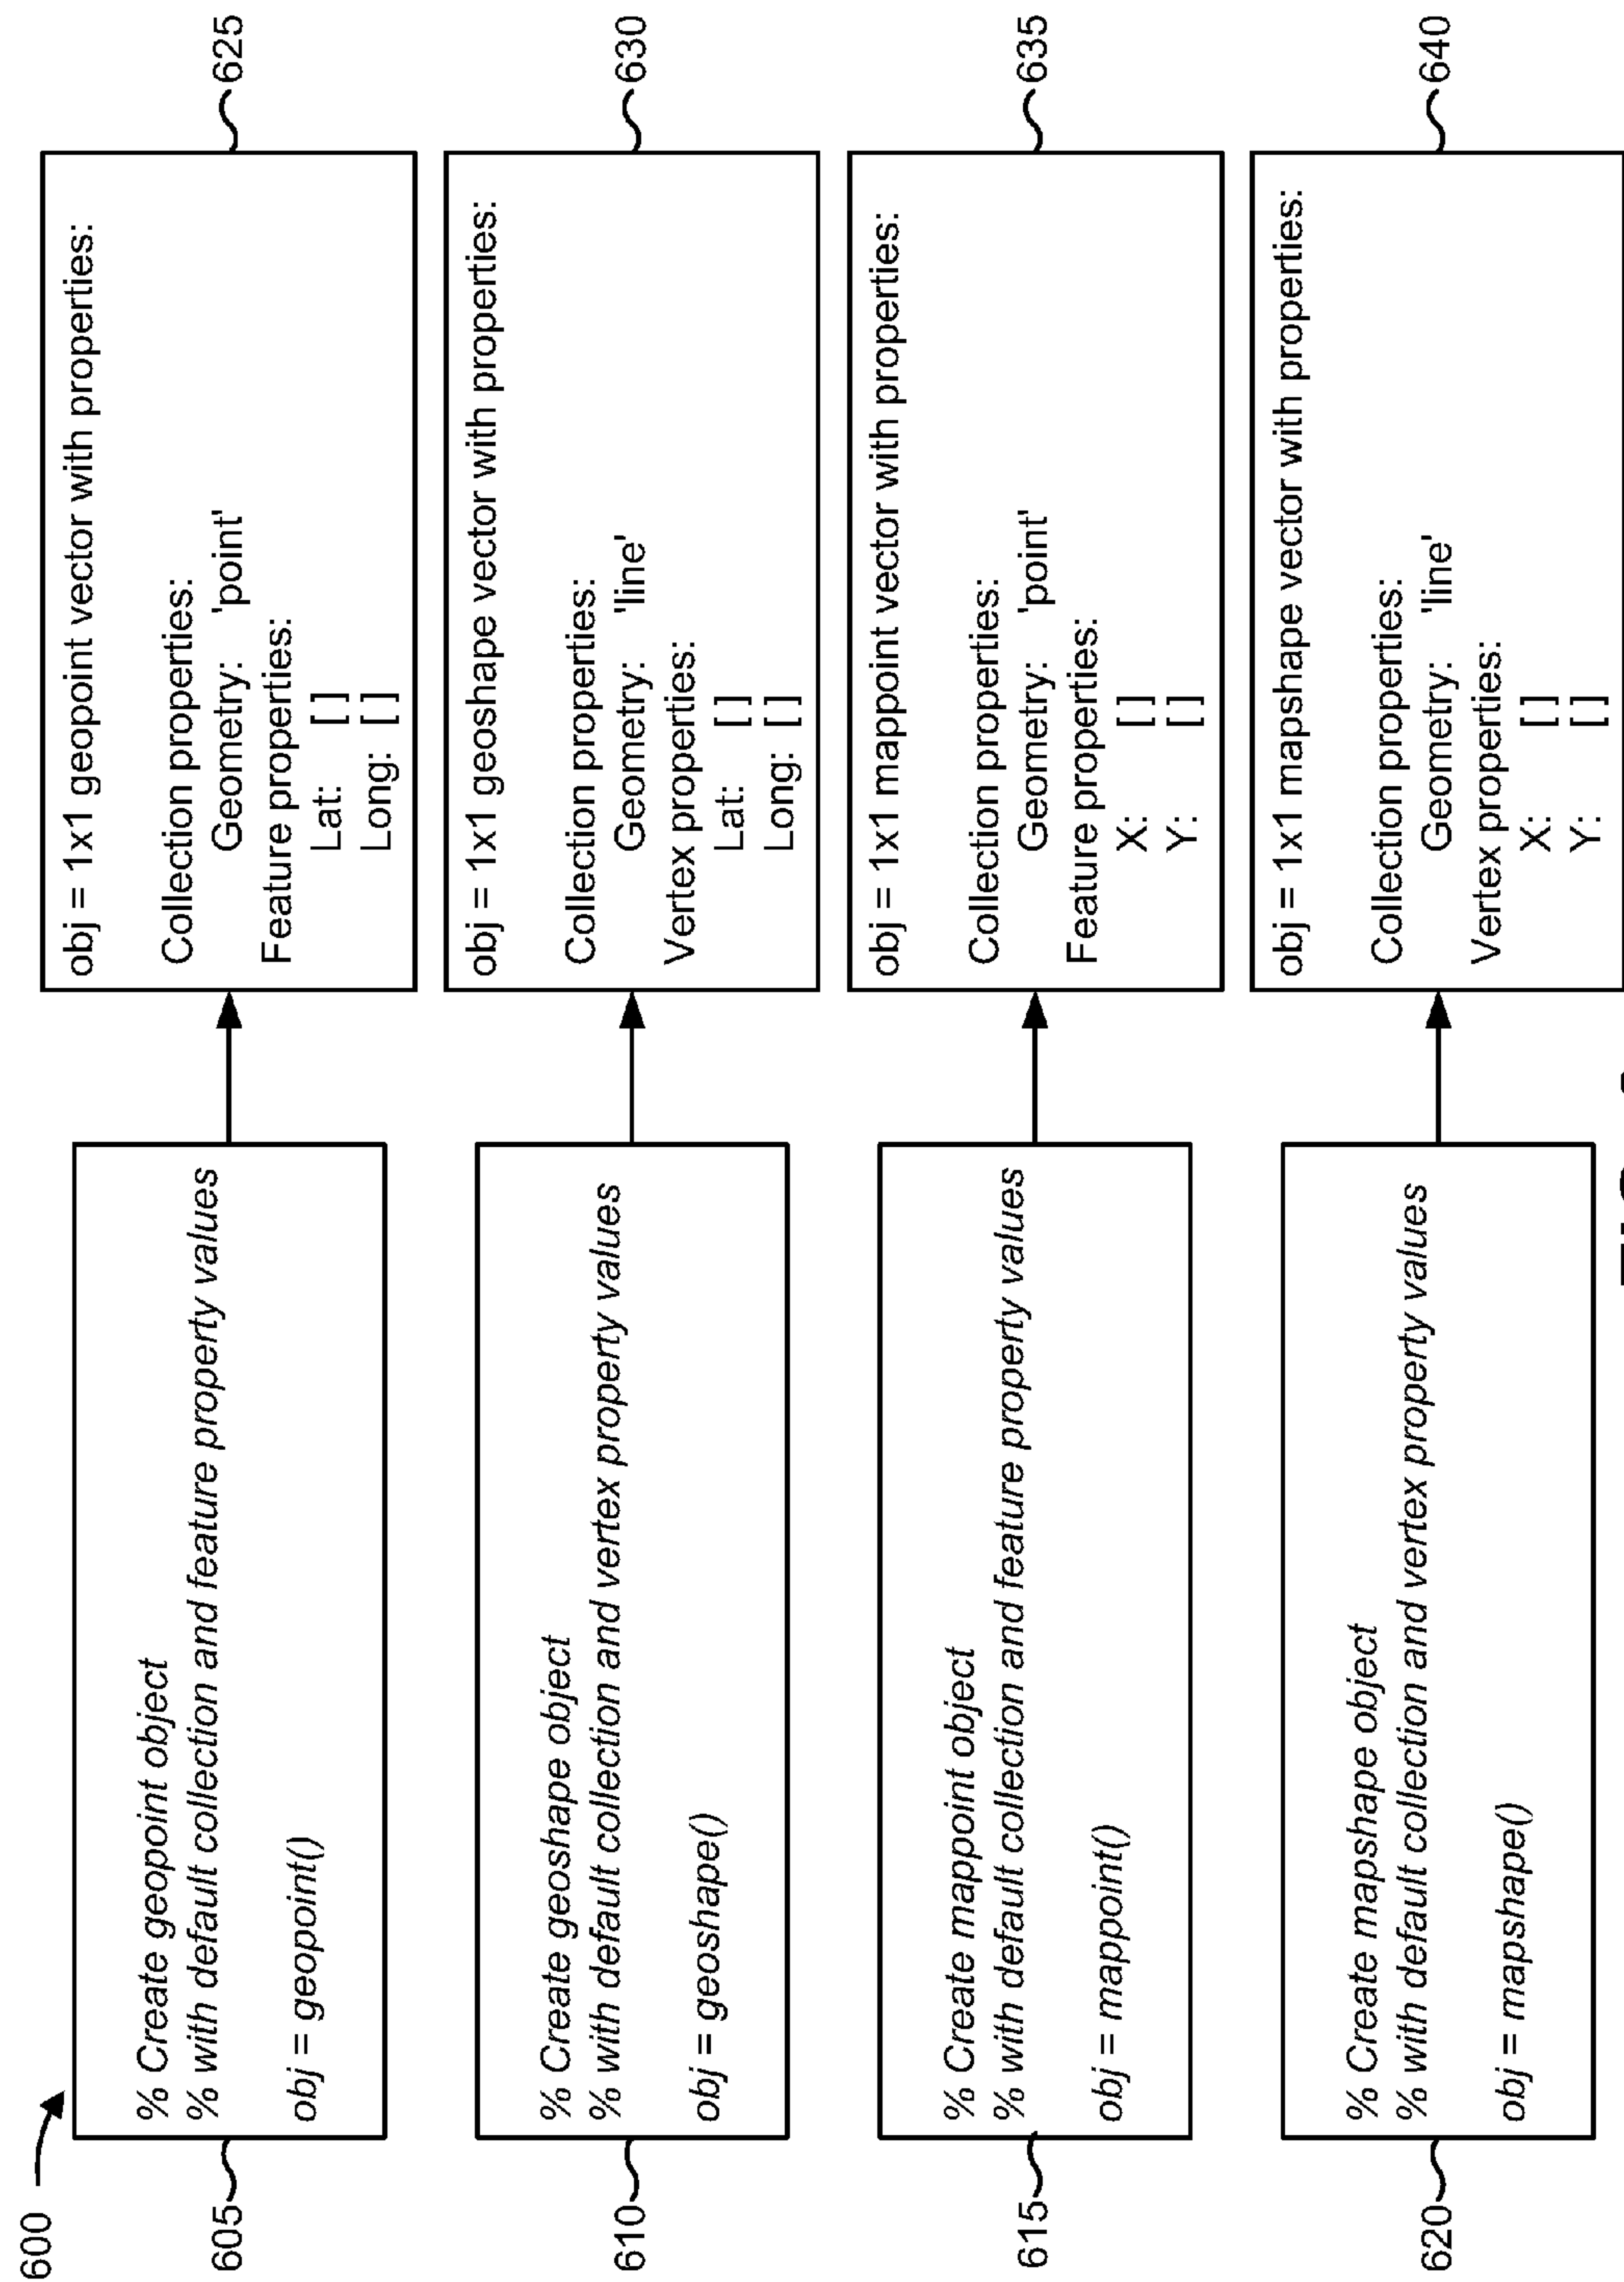 600
605
% Create geopoint object
% with default collection and feature property values
obj = geopoint()
obj = 1x1 geopoint vector with properties:
Collection properties:
Geometry: 'point'
Feature properties:
Lat: [ ]
Long: [ ]
625
610
% Create geoshape object
% with default collection and vertex property values
obj = geoshape()
obj = 1x1 geoshape vector with properties:
Collection properties:
Geometry: 'line'
Vertex properties:
Lat: [ ]
Long: [ ]
630
615
% Create mappoint object
% with default collection and feature property values
obj = mappoint()
obj = 1x1 mappoint vector with properties:
Collection properties:
Geometry: 'point'
Feature properties:
X: [ ]
Y: [ ]
635
620
% Create mapshape object
% with default collection and vertex property values
obj = mapshape()
obj = 1x1 mapshape vector with properties:
Collection properties:
Geometry: 'line'
Vertex properties:
X: [ ]
Y: [ ]
640